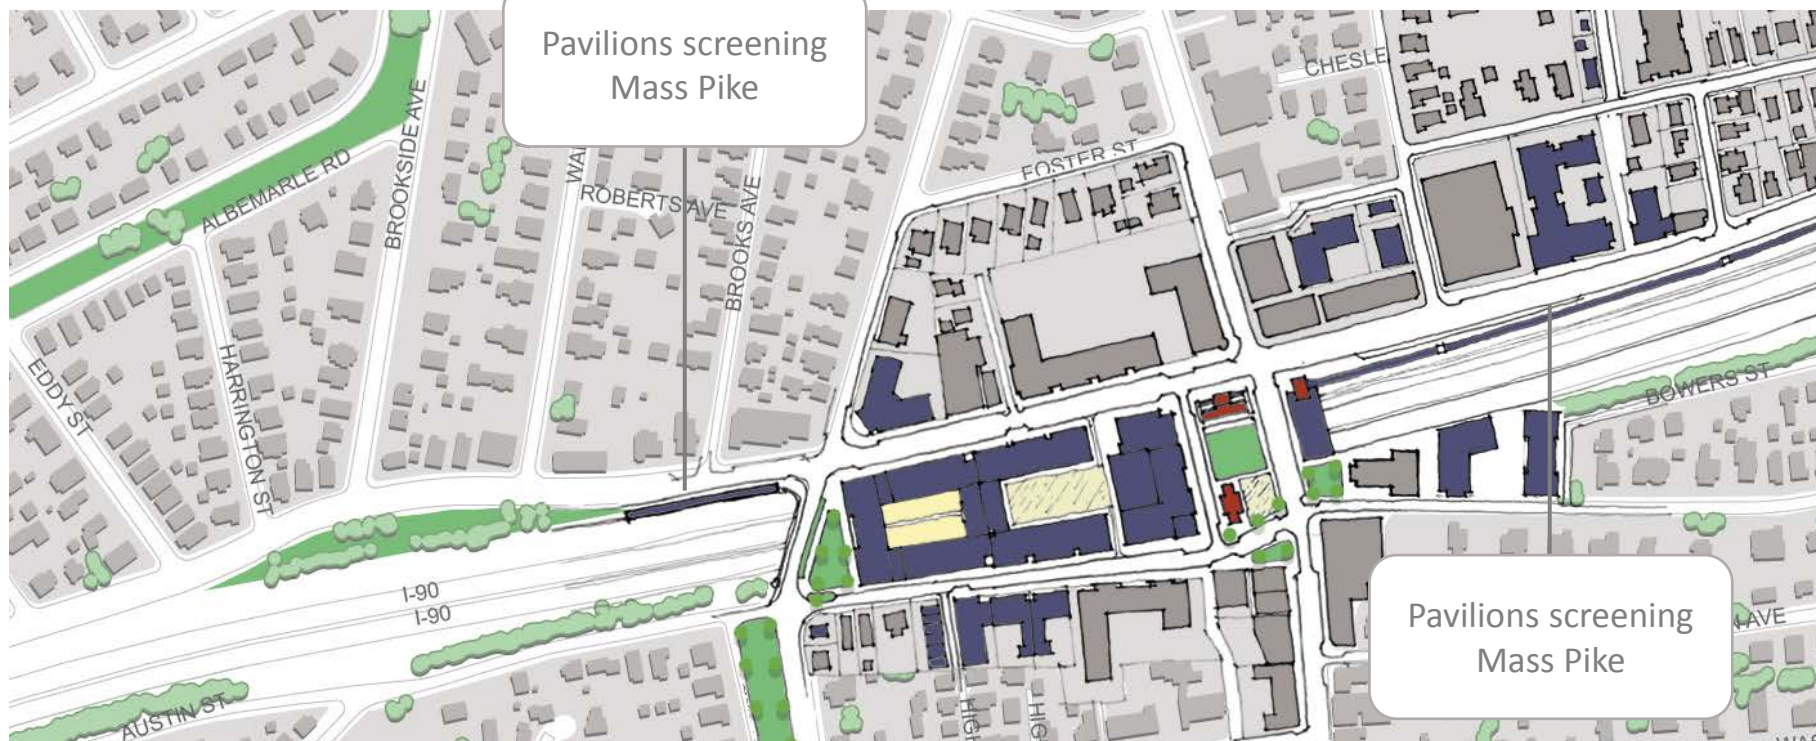 Pavilions screening
Mass Pike
CHESLE
BROOKSIDE AVE
ALBEMARLE RD
FOSTER ST
ROBERTS AVE
BROOKS AVE
EDDY ST
HARRINGTON ST
BOWERS ST
I-90
I-90
Pavilions screening
Mass Pike
AUSTIN ST